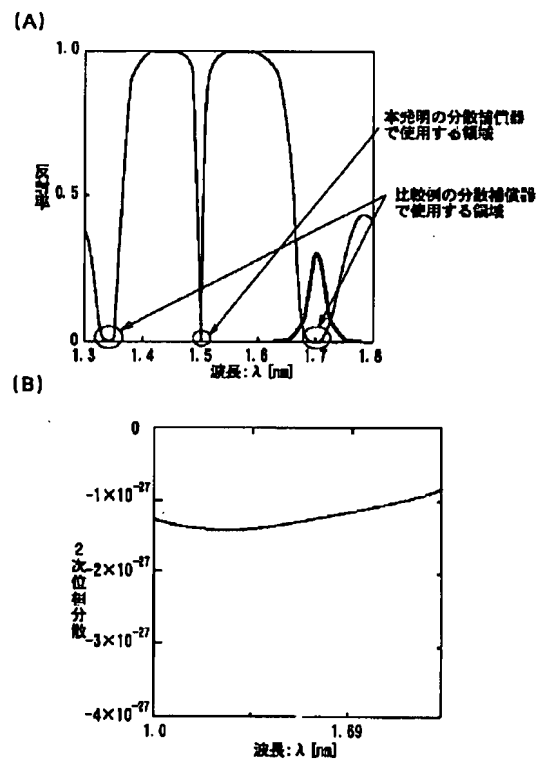 (A)
1.0
0.5
0
反射率
1.3
1.4
1.5
1.6
1.7
1.8
波長:λ [nm]
本発明の分散補償器
で使用する領域
比較例の分散補償器
で使用する領域
(B)
0
-1×10⁻²⁷
-2×10⁻²⁷
-3×10⁻²⁷
-4×10⁻²⁷
2次位相分散
1.0
1.69
波長:λ [nm]